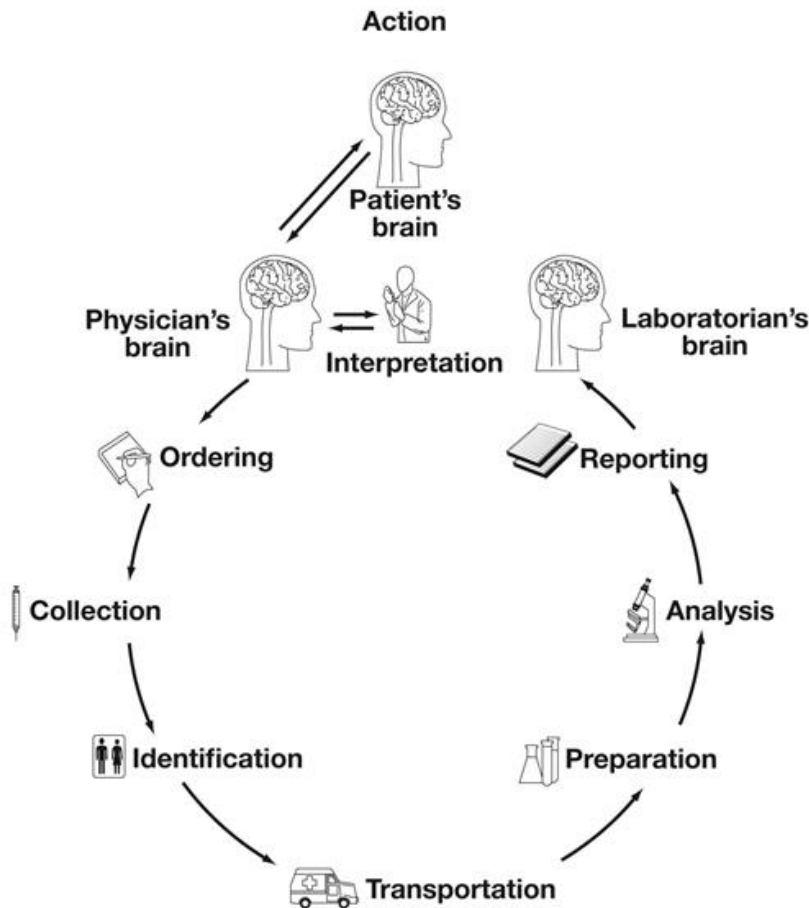 Action
Patient's
brain
Physician's
brain
Interpretation
Laboratorian's
brain
Ordering
Reporting
Collection
Analysis
Identification
Preparation
Transportation